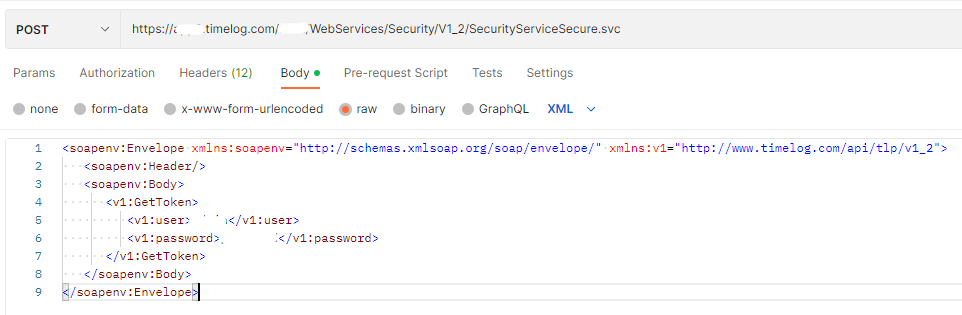 POST https://a .timelog.com/ /WebServices/Security/V1_2/SecurityServiceSecure.svc
Params Authorization Headers (12) Body Pre-request Script Tests Settings
none form-data x-www-form-urlencoded raw binary GraphQL XML
1 <soapenv:Envelope xmlns:soapenv="http://schemas.xmlsoap.org/soap/envelope/" xmlns:v1="http://www.timelog.com/api/tlp/v1_2">
2 <soapenv:Header/>
3 <soapenv:Body>
4 <v1:GetToken>
5 <v1:user> </v1:user>
6 <v1:password> </v1:password>
7 </v1:GetToken>
8 </soapenv:Body>
9 </soapenv:Envelope>